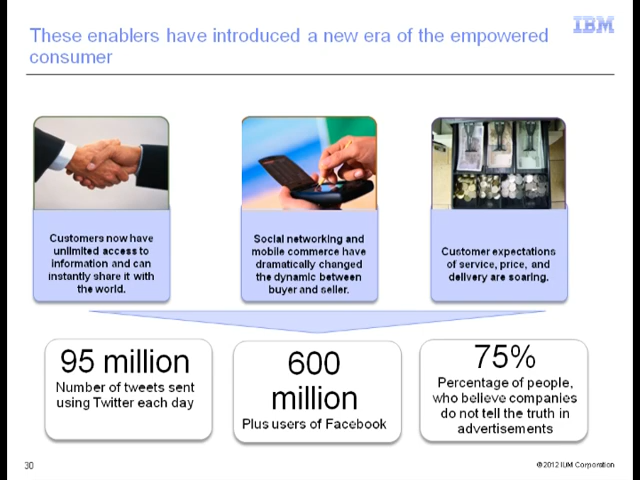 These enablers have introduced a new era of the empowered
consumer
IBM
Customers now have
unlimited access to
information and can
instantly share it with
the world.
Social networking and
mobile commerce have
dramatically changed
the dynamic between
buyer and seller.
Customer expectations
of service, price, and
delivery are soaring.
95 million
Number of tweets sent
using Twitter each day
600
million
Plus users of Facebook
75%
Percentage of people,
who believe companies
do not tell the truth in
advertisements
30
© 2012 IBM Corporation